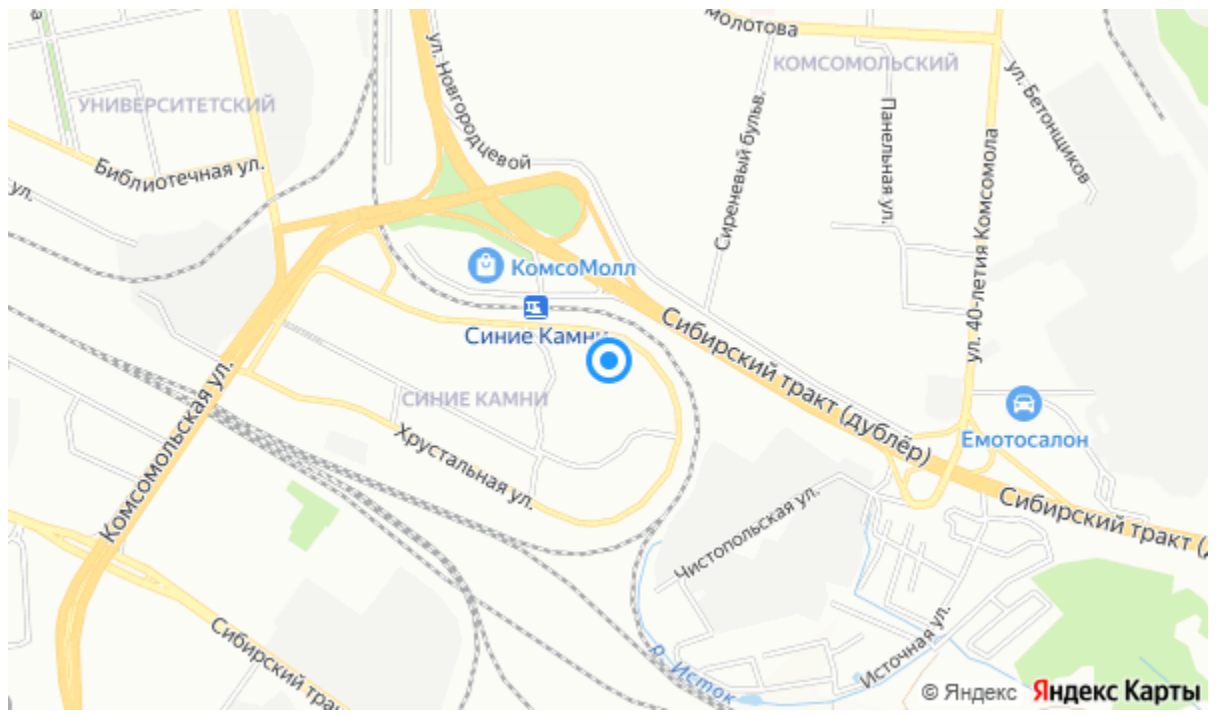 а
МОЛОТОВА
ул. Новгородцевой
КОМСОМОЛЬСКИЙ
УНИВЕРСИТЕТСКИЙ
ул. Бетонщиков
Сиреневый бульв.
Панельная ул.
ул. 40-летия Комсомола
Библиотечная ул.
ул.
КомсоМолл
Синие Камни
Сибирский тракт (дублёр)
СИНИЕ КАМНИ
Емотосалон
Комсомольская ул.
Хрустальная ул.
Сибирский тракт (д
Чистопольская ул.
Источная ул.
Сибирский трак
р. Исток
© Яндекс Яндекс Карты